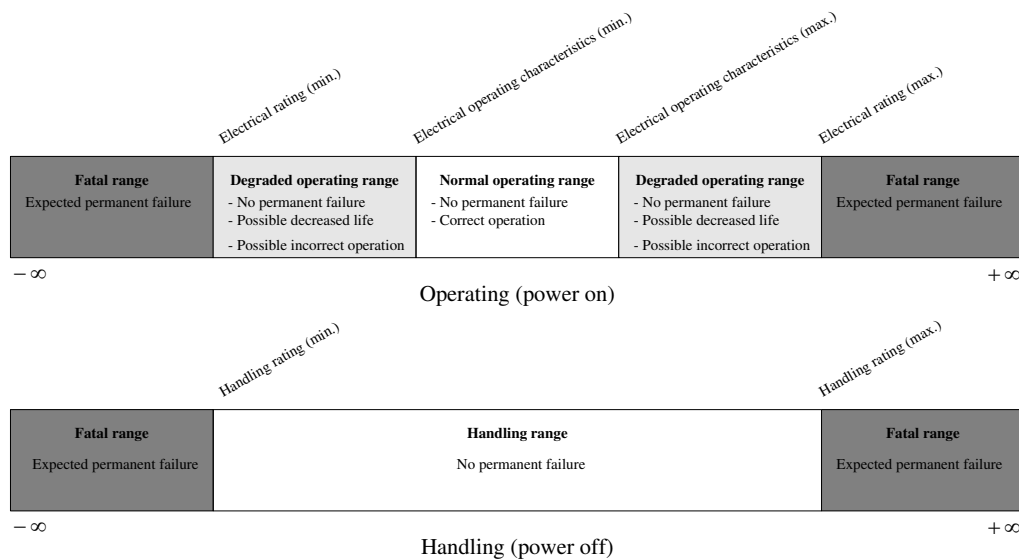 Electrical rating (min.)
Electrical operating characteristics (min.)
Electrical operating characteristics (max.)
Electrical rating (max.)
Fatal range
Expected permanent failure
Degraded operating range
- No permanent failure
- Possible decreased life
- Possible incorrect operation
Normal operating range
- No permanent failure
- Correct operation
Degraded operating range
- No permanent failure
- Possible decreased life
- Possible incorrect operation
Fatal range
Expected permanent failure
– ∞
+ ∞
Operating (power on)
Handling rating (min.)
Handling rating (max.)
Fatal range
Expected permanent failure
Handling range
No permanent failure
Fatal range
Expected permanent failure
– ∞
+ ∞
Handling (power off)